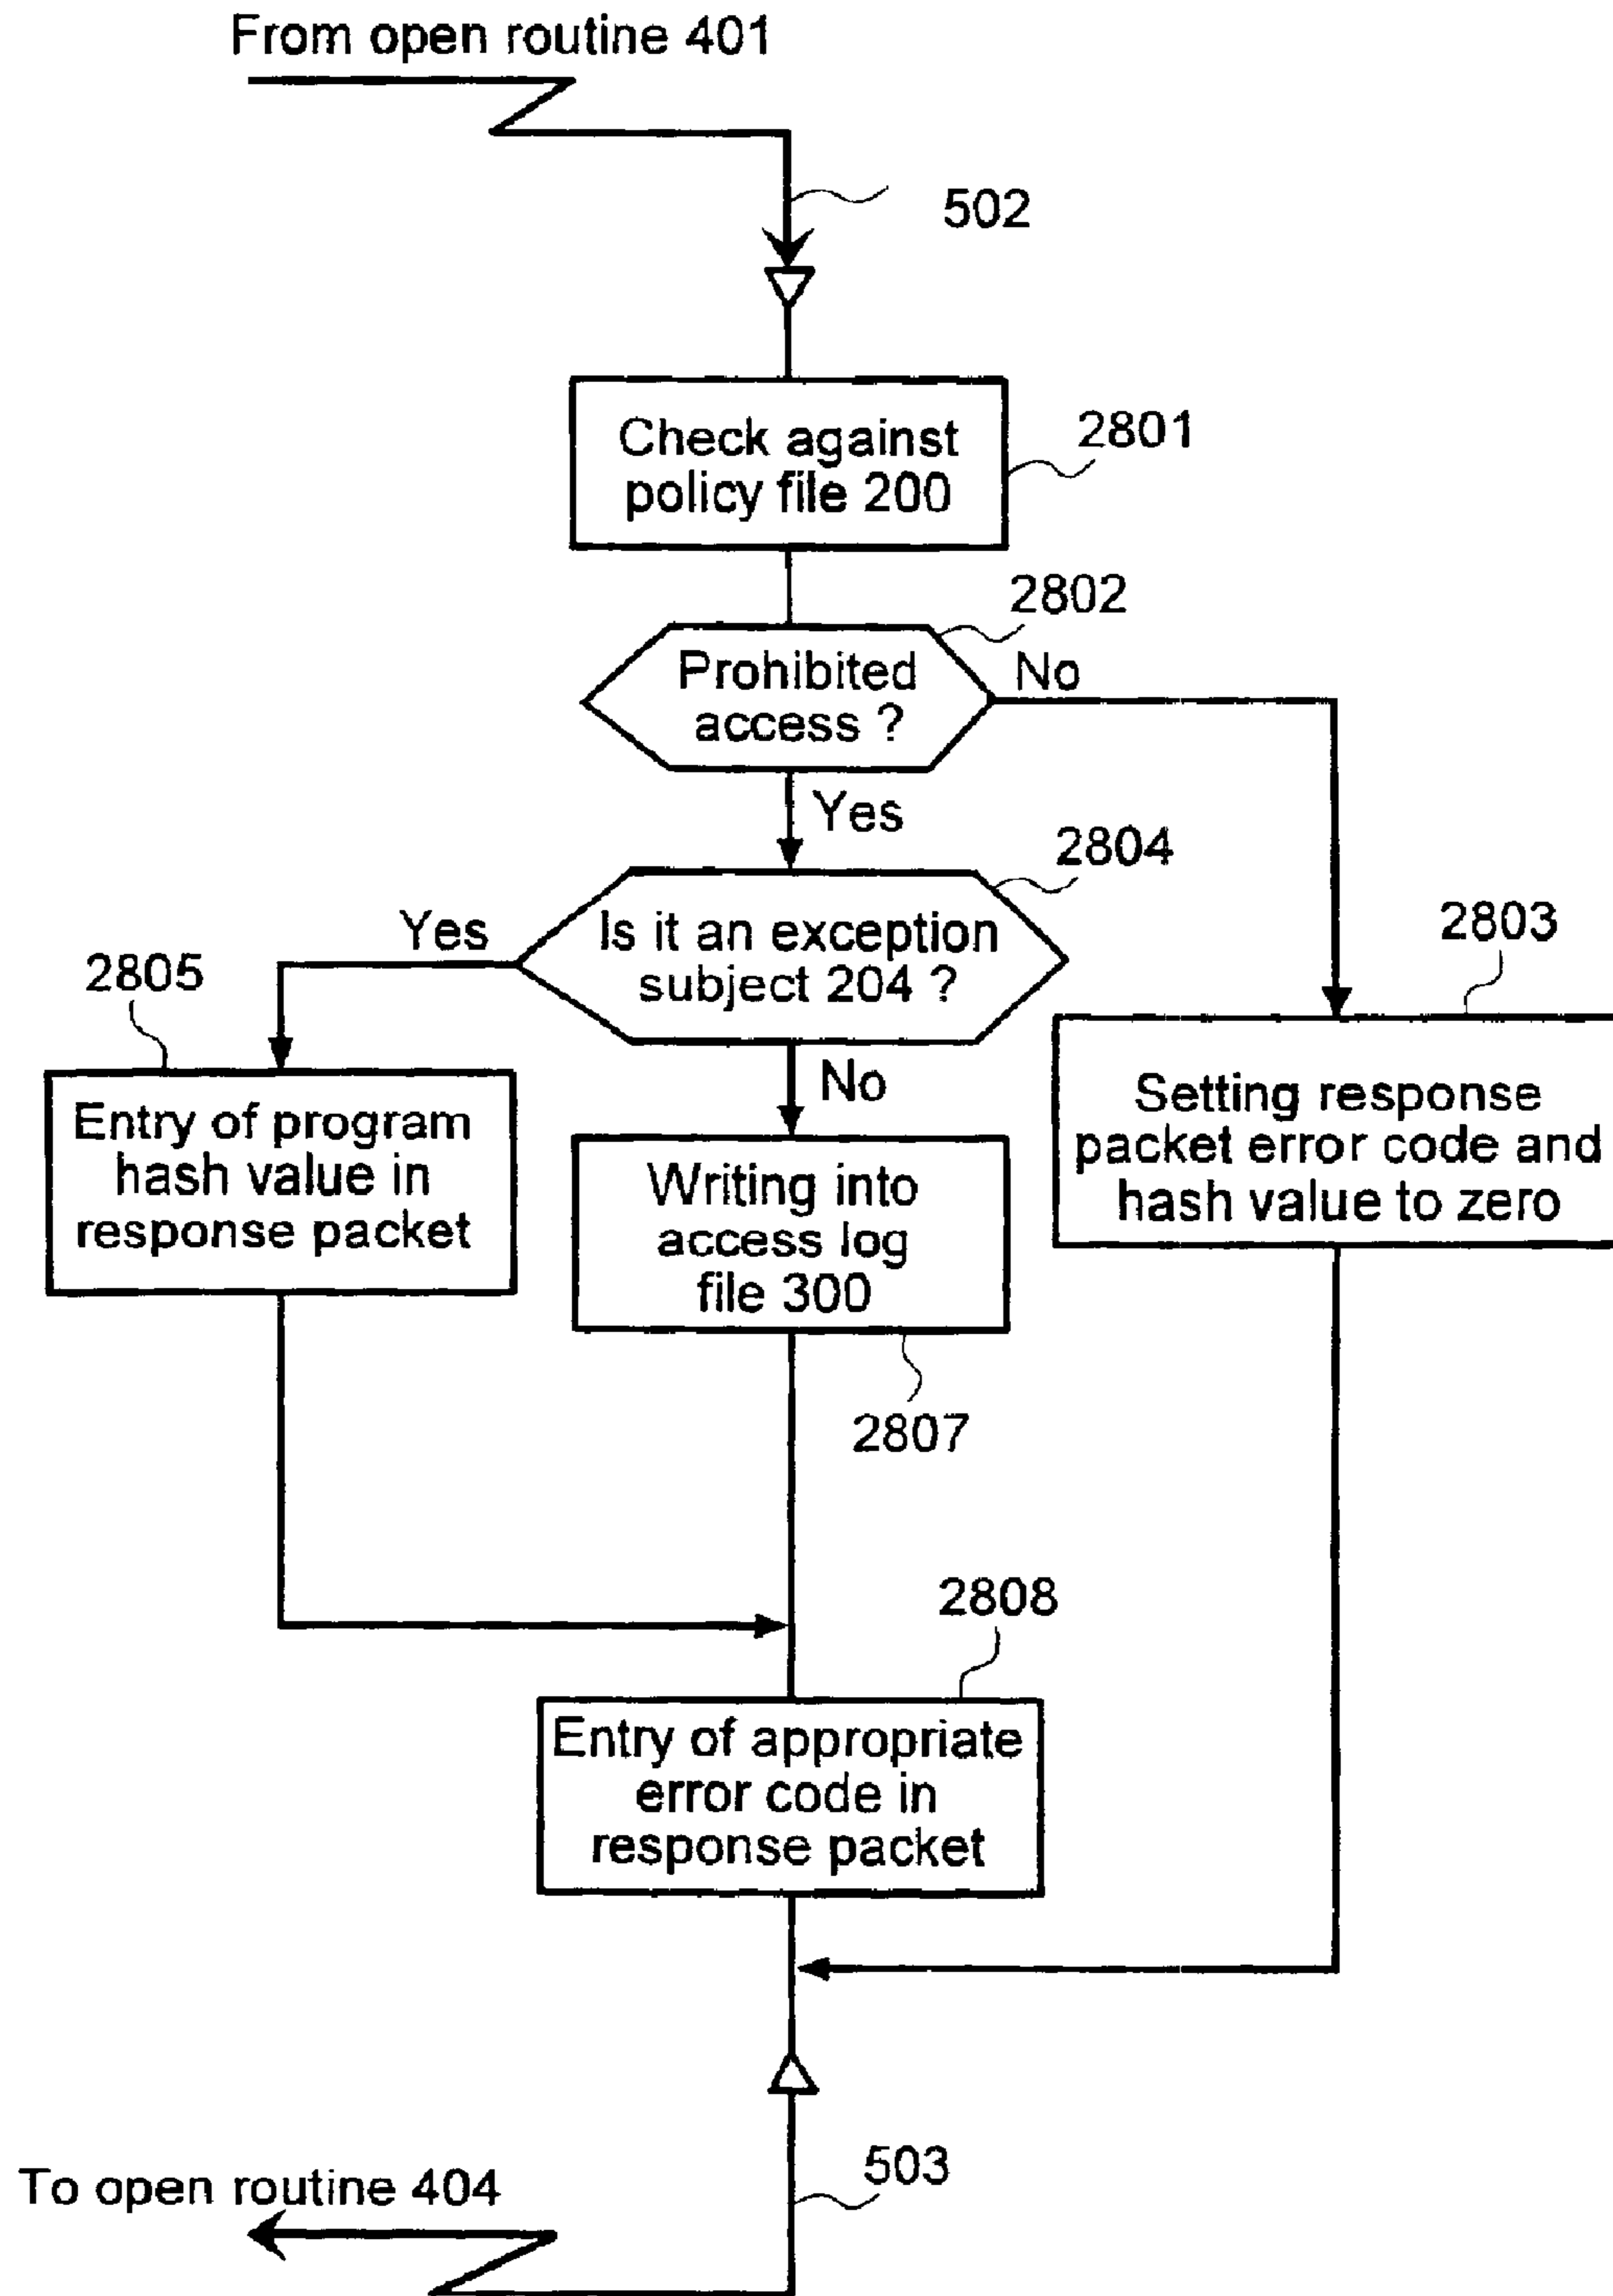 From open routine 401
502
Check against
policy file 200
2801
2802
Prohibited
access ?
No
Yes
2804
Is it an exception
subject 204 ?
Yes
2803
2805
No
Entry of program
hash value in
response packet
Setting response
packet error code and
hash value to zero
Writing into
access log
file 300
2807
2808
Entry of appropriate
error code in
response packet
503
To open routine 404